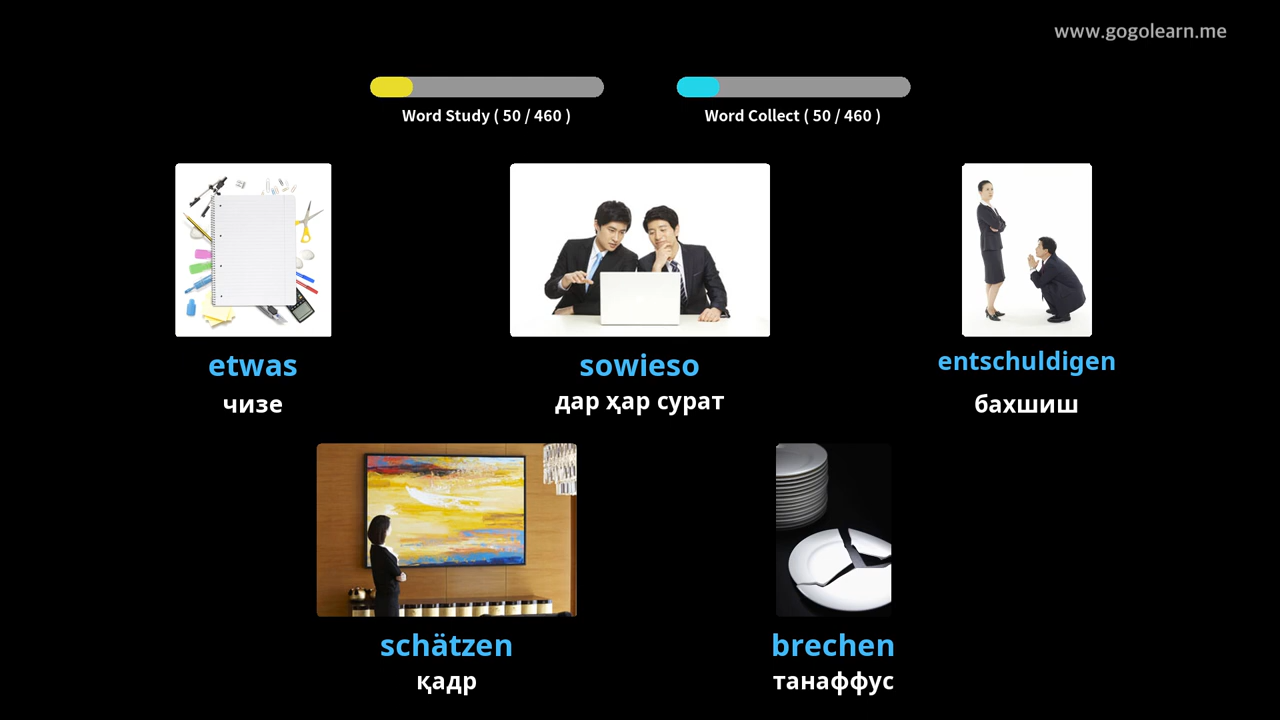 www.gogolearn.me
Word Study ( 50 / 460 )
Word Collect ( 50 / 460 )
etwas
чизе
sowieso
дар ҳар сурат
entschuldigen
бахшиш
schätzen
қадр
brechen
танаффус